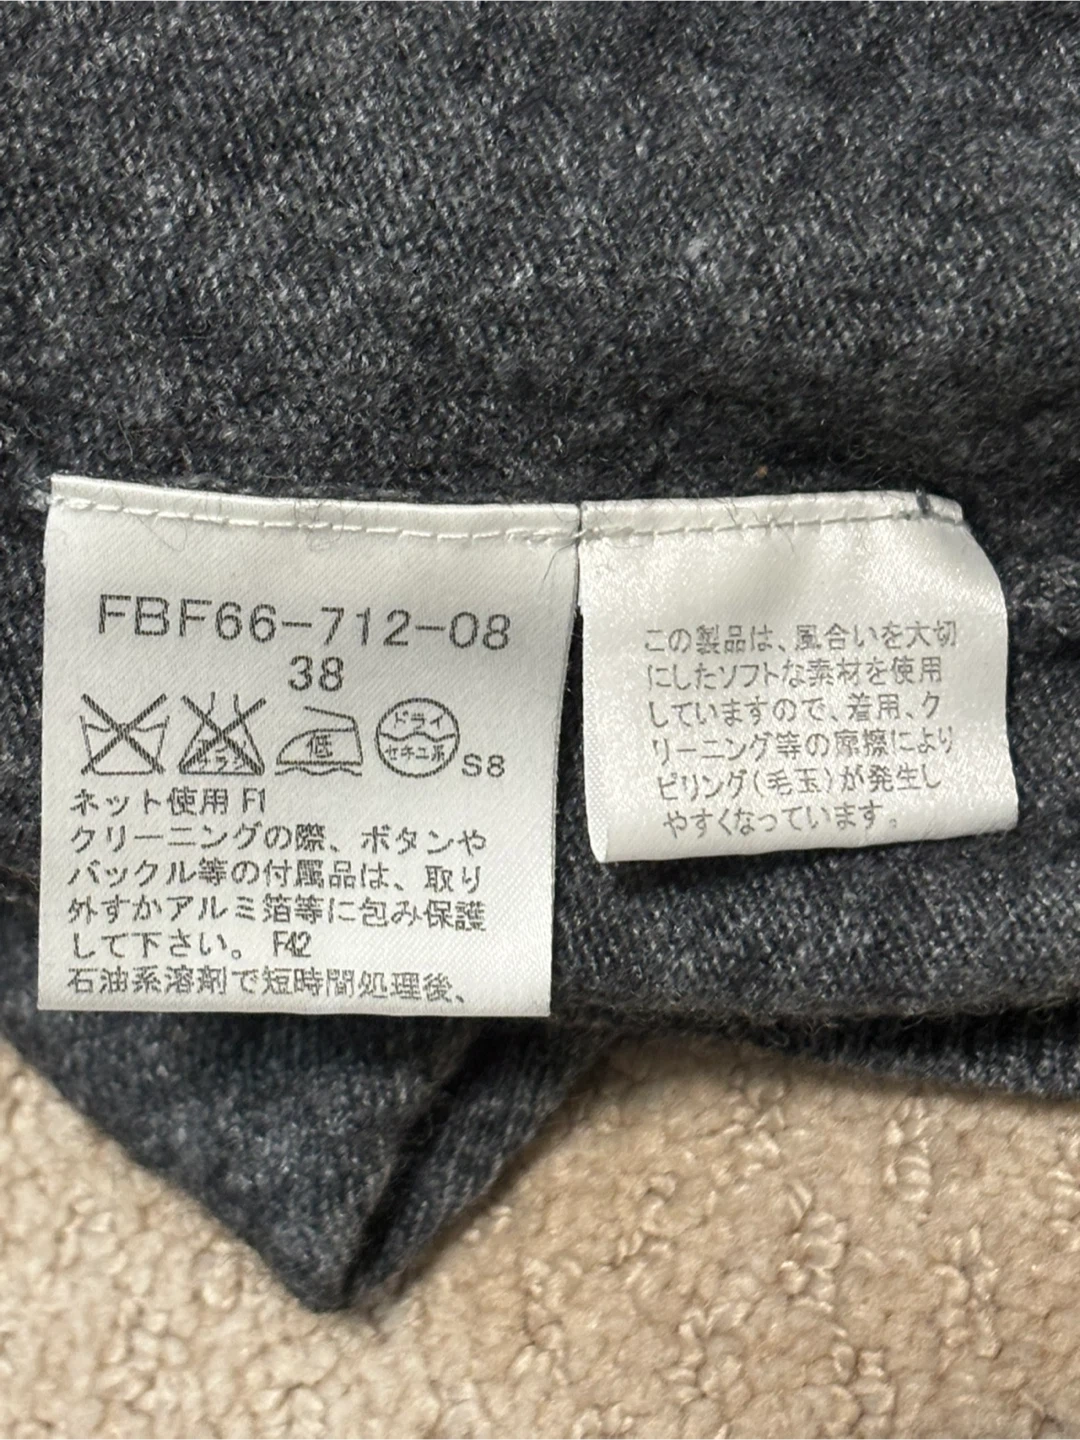 FBF66-712-08
38
低
ドライ
セキユ系
S8
ネット使用 F1
クリーニングの際、ボタンや
バックル等の付属品は、取り
外すかアルミ箔等に包み保護
して下さい。 F42
石油系溶剤で短時間処理後、
この製品は、風合いを大切
にしたソフトな素材を使用
していますので、着用、ク
リーニング等の摩擦により
ピリング(毛玉)が発生し
やすくなっています。